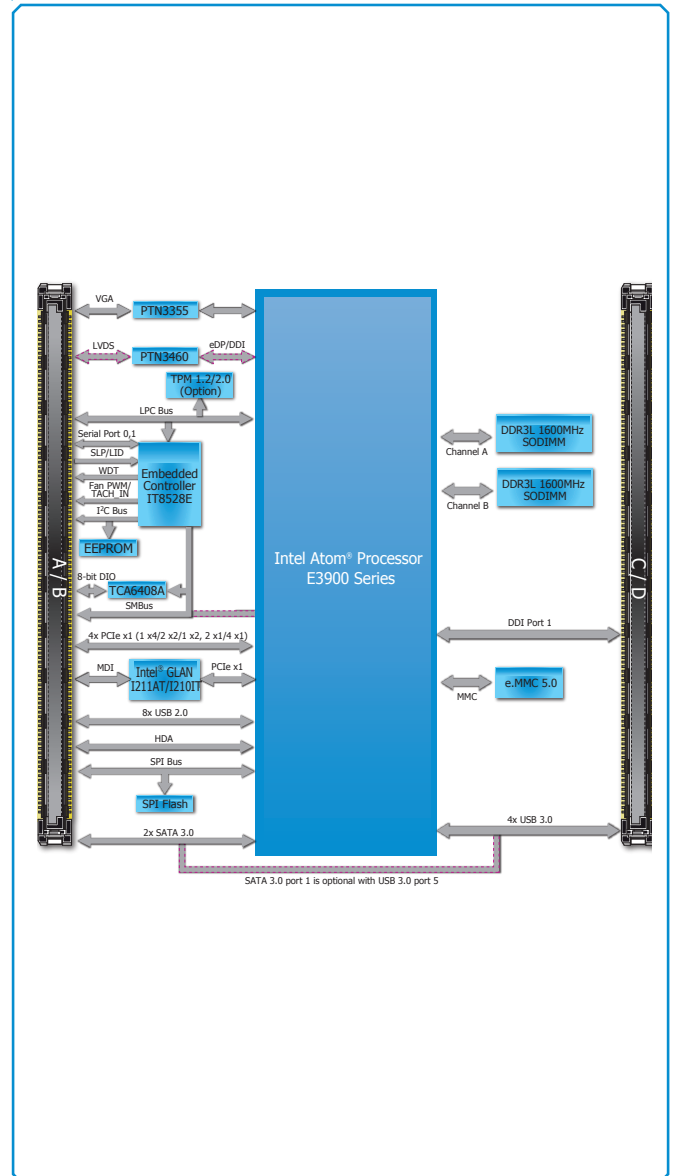 VGA
PTN3355
LVDS
PTN3460
eDP/DDI
TPM 1.2/2.0
(Option)
LPC Bus
Serial Port 0,1
SLP/LID
WDT
Fan PWM/
TACH_IN
I²C Bus
Embedded
Controller
IT8528E
EEPROM
8-bit DIO
TCA6408A
SMBus
4x PCIe x1 (1 x4/2 x2/1 x2, 2 x1/4 x1)
MDI
Intel® GLAN
I211AT/I210IT
PCIe x1
8x USB 2.0
HDA
SPI Bus
SPI Flash
2x SATA 3.0
A / B
Intel Atom® Processor
E3900 Series
DDR3L 1600MHz
SODIMM
Channel A
DDR3L 1600MHz
SODIMM
Channel B
DDI Port 1
e.MMC 5.0
MMC
4x USB 3.0
C / D
SATA 3.0 port 1 is optional with USB 3.0 port 5